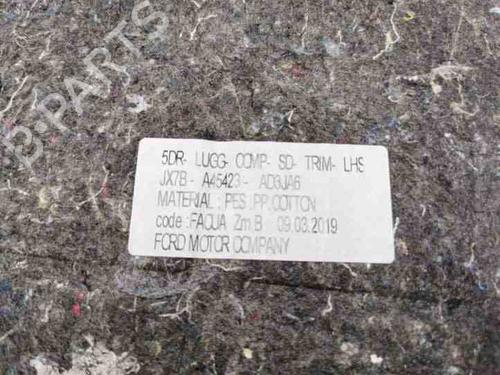 B-PARTS
5DR- LUGG- COMP- SD- TRIM- LHS
JX7B - A45423 - AD3JA6
MATERIAL : PES .PP.COTTON
code : FAOUA Zm.B 09.03.2019
FORD MOTOR COMPANY